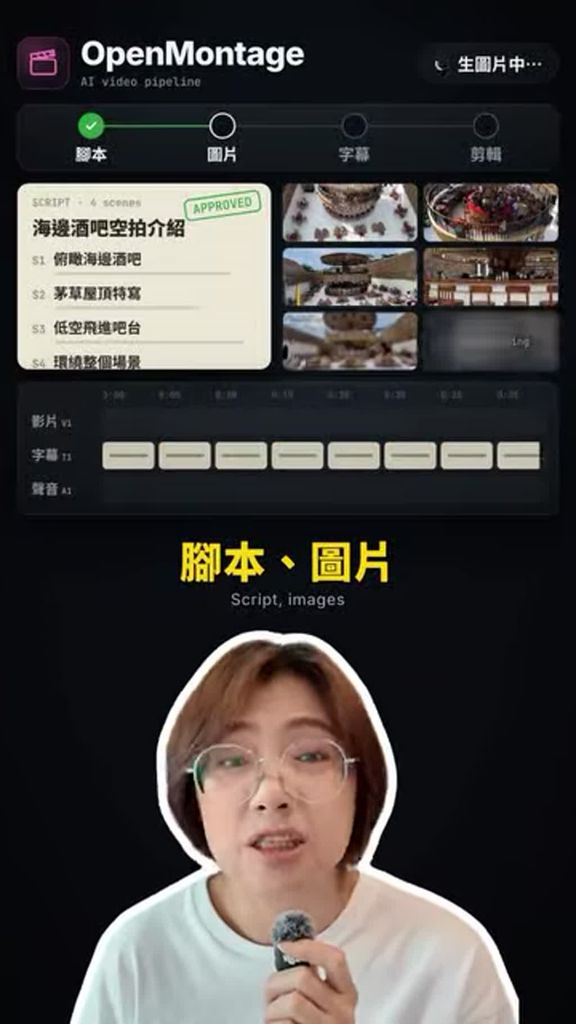 OpenMontage
AI video pipeline
生圖片中⋯
腳本
圖片
字幕
剪輯
SCRIPT · 6 scenes
APPROVED
海邊酒吧空拍介紹
S1 俯瞰海邊酒吧
S2 茅草屋頂特寫
S3 低空飛進吧台
S4 環繞整個場景
ing
影片 V1
字幕 T1
聲音 A1
腳本、圖片
Script, images